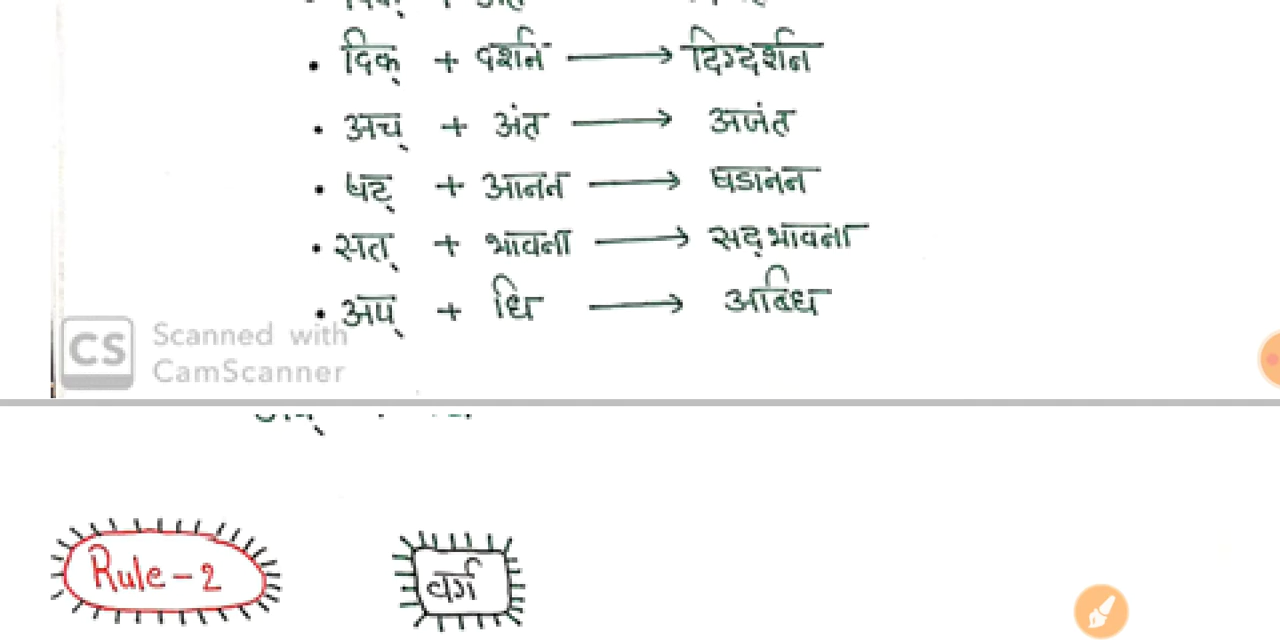 • दिक् + दर्शन → दिग्दर्शन
• अच् + अंत → अजंत
• षट् + आनन → षडानन
• सत् + भावना → सद्भावना
• अप् + धि → अब्धि
CS Scanned with
CamScanner
Rule-2 वर्ग